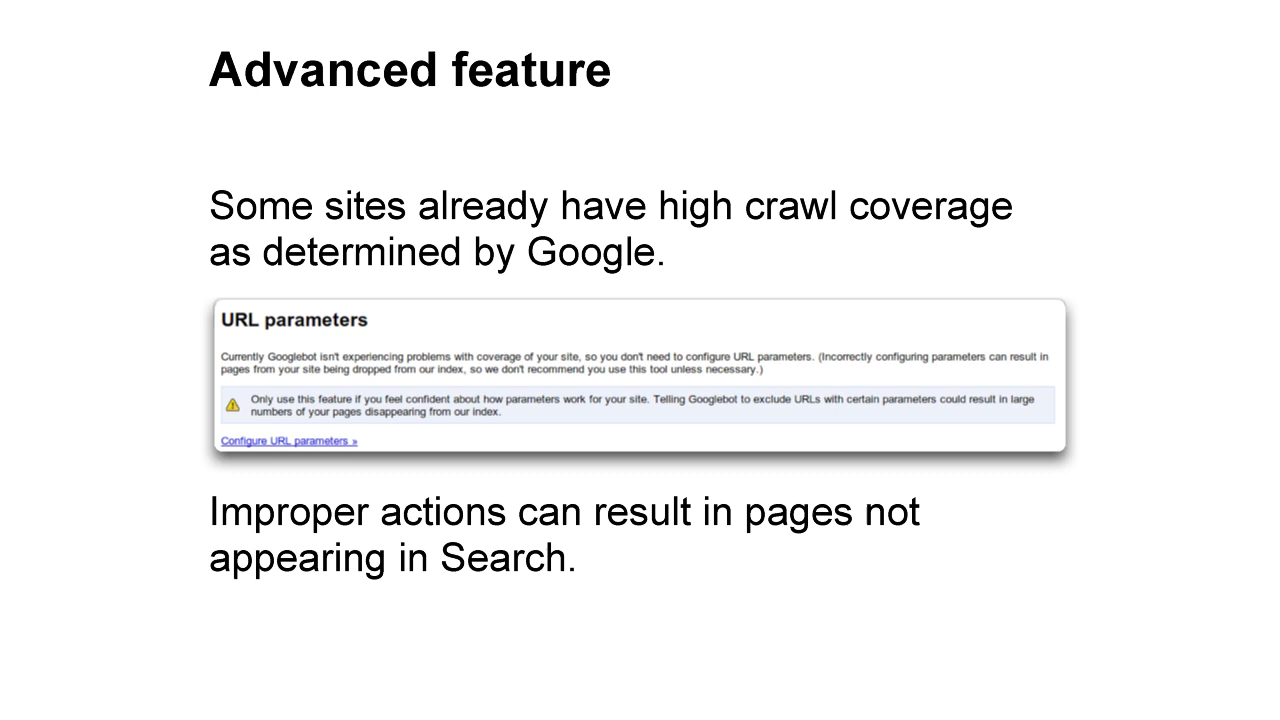 Advanced feature
Some sites already have high crawl coverage
as determined by Google.
URL parameters
Currently Googlebot isn't experiencing problems with coverage of your site, so you don't need to configure URL parameters. (Incorrectly configuring parameters can result in
pages from your site being dropped from our index, so we don't recommend you use this tool unless necessary.)
Only use this feature if you feel confident about how parameters work for your site. Telling Googlebot to exclude URLs with certain parameters could result in large
numbers of your pages disappearing from our index.
Configure URL parameters »
Improper actions can result in pages not
appearing in Search.